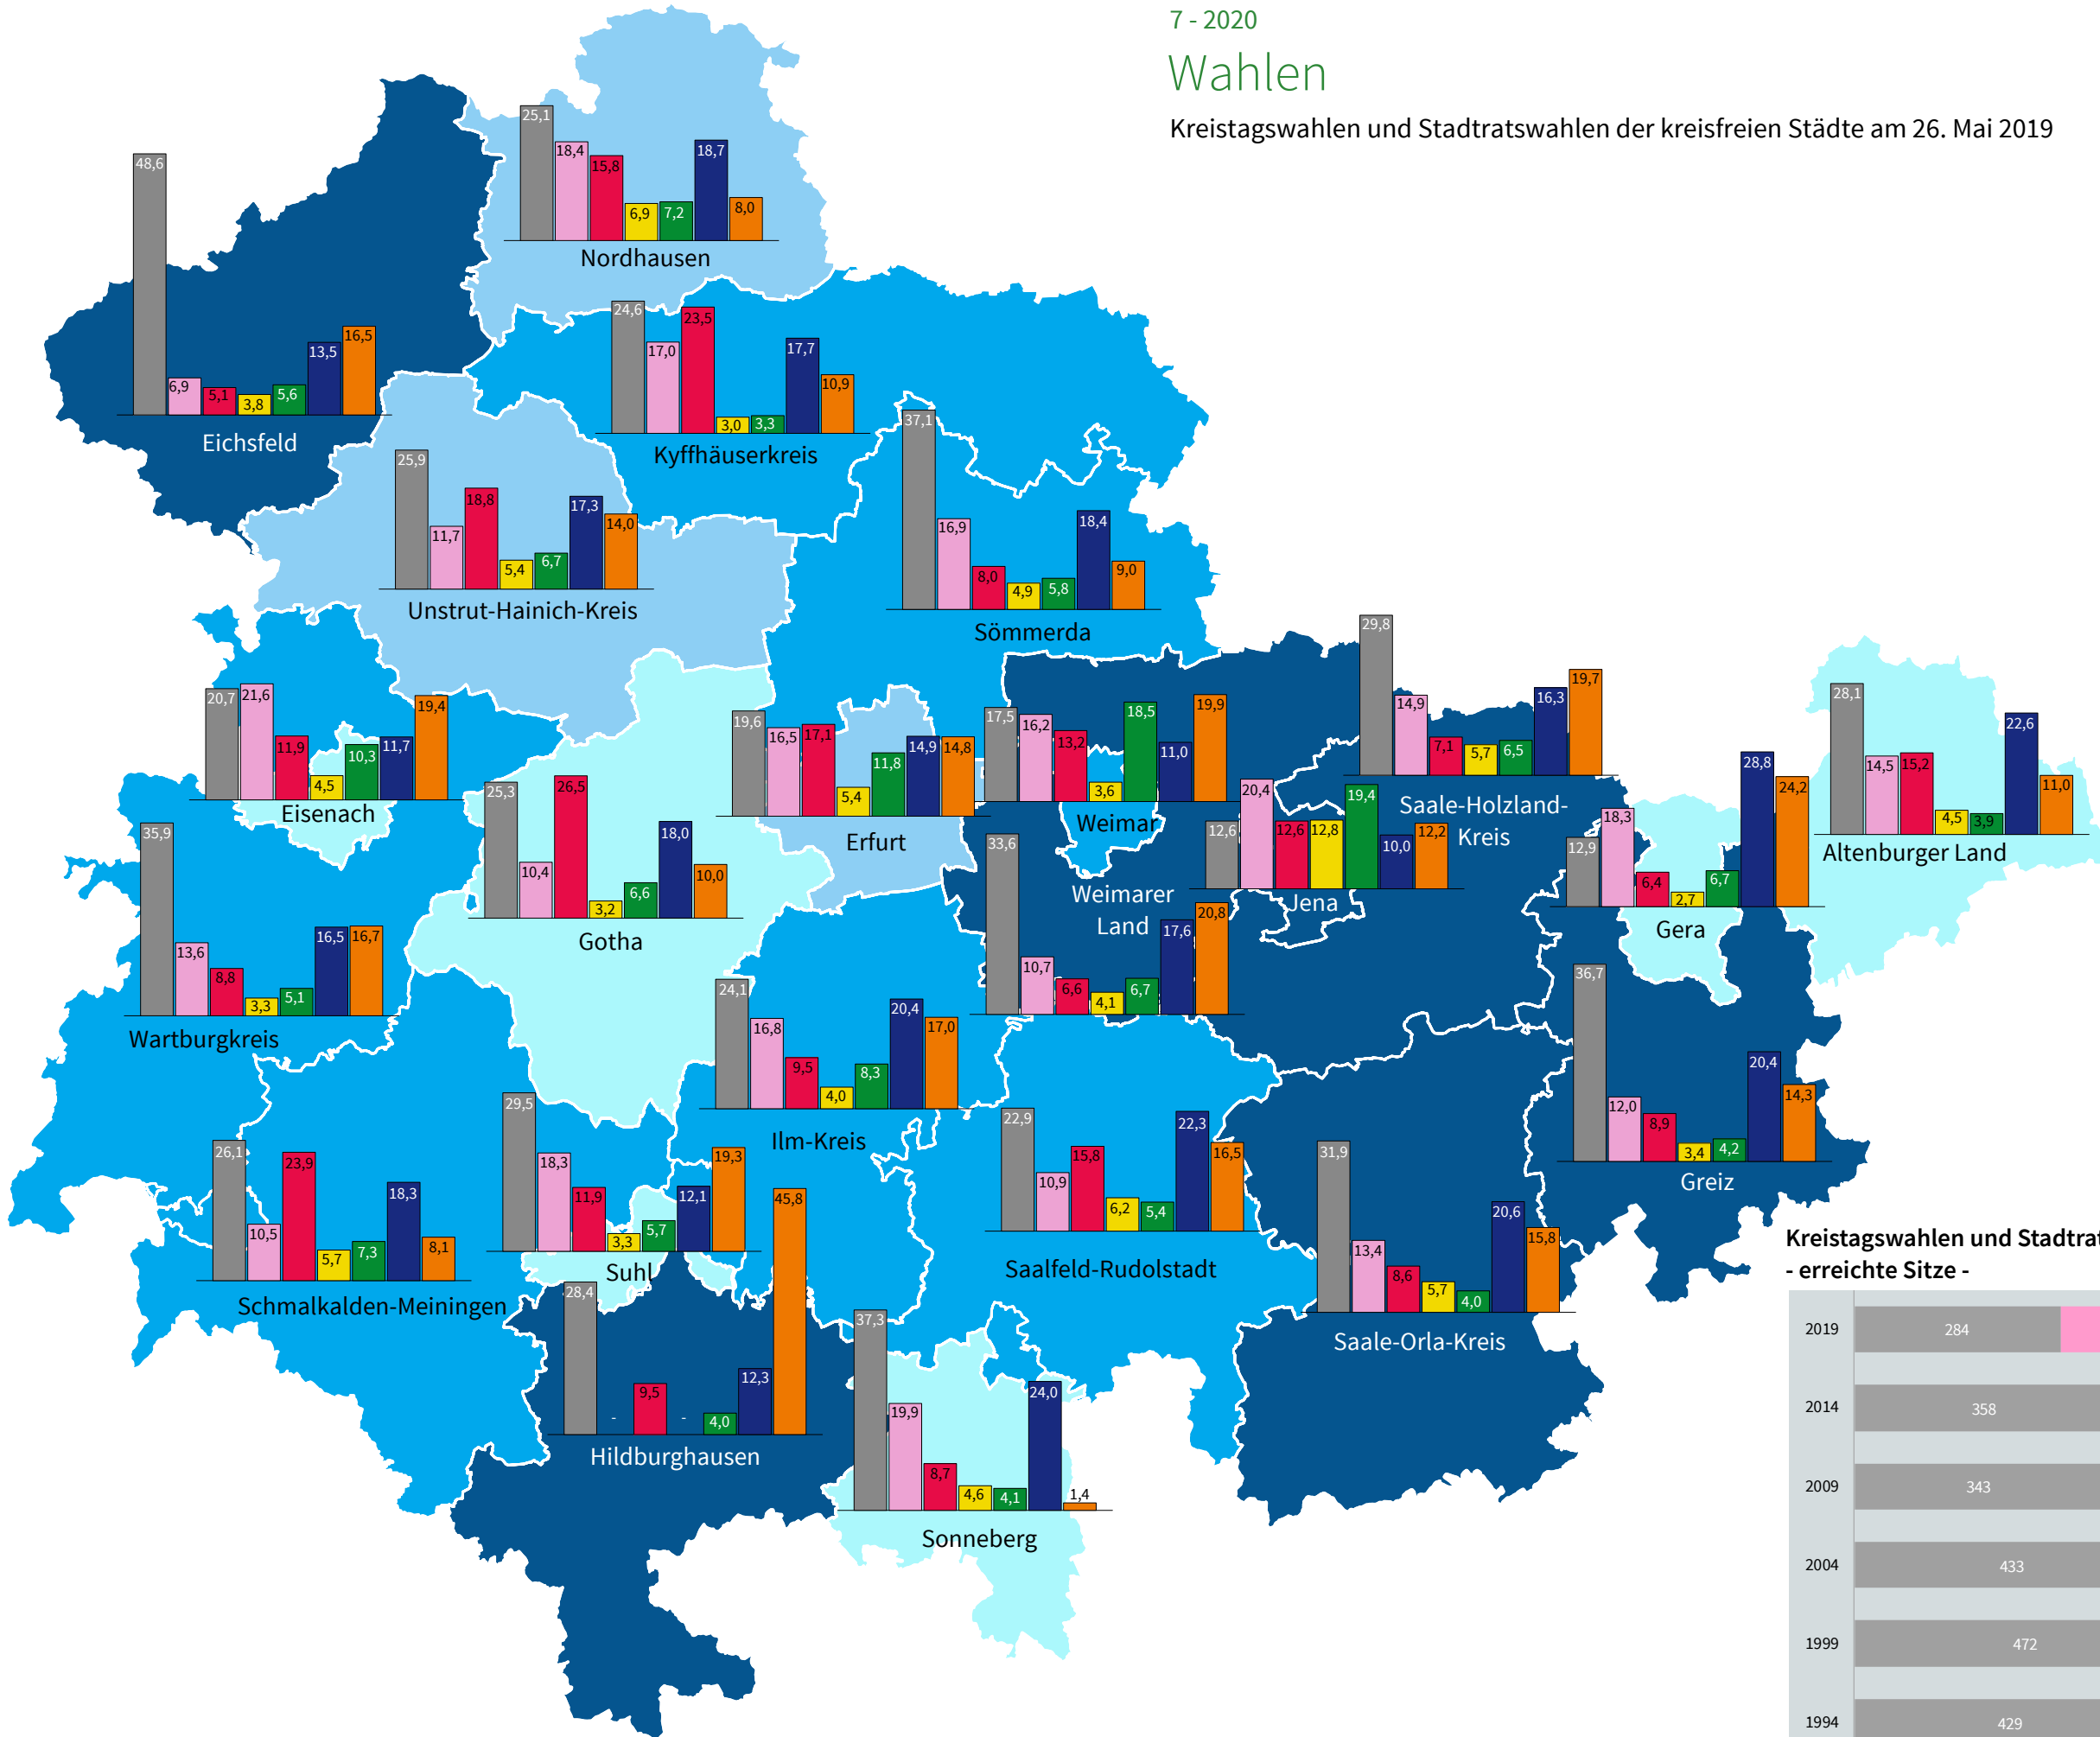 7 - 2020
Wahlen
Kreistagswahlen und Stadtratswahlen der kreisfreien Städte am 26. Mai 2019
25,1 18,4 15,8 6,9 7,2 18,7 8,0
Nordhausen
48,6 6,9 5,1 3,8 5,6 13,5 16,5
Eichsfeld
24,6 17,0 23,5 3,0 3,3 17,7 10,9
Kyffhäuserkreis
25,9 11,7 18,8 5,4 6,7 17,3 14,0
Unstrut-Hainich-Kreis
37,1 16,9 8,0 4,9 5,8 18,4 9,0
Sömmerda
20,7 21,6 11,9 4,5 10,3 11,7 19,4
Eisenach
25,3 10,4 26,5 3,2 6,6 18,0 10,0
Gotha
19,6 16,5 17,1 5,4 11,8 14,9 14,8
Erfurt
17,5 16,2 13,2 3,6 18,5 11,0 19,9
Weimar
29,8 14,9 7,1 5,7 6,5 16,3 19,7
Saale-Holzland-
Kreis
12,6 20,4 12,6 12,8 19,4 10,0 12,2
Jena
12,9 18,3 6,4 2,7 6,7 28,8 24,2
Gera
28,1 14,5 15,2 4,5 3,9 22,6 11,0
Altenburger Land
35,9 13,6 8,8 3,3 5,1 16,5 16,7
Wartburgkreis
33,6 10,7 6,6 4,1 6,7 17,6 20,8
Weimarer
Land
24,1 16,8 9,5 4,0 8,3 20,4 17,0
Ilm-Kreis
36,7 12,0 8,9 3,4 4,2 20,4 14,3
Greiz
26,1 10,5 23,9 5,7 7,3 18,3 8,1
Schmalkalden-Meiningen
29,5 18,3 11,9 3,3 5,7 12,1 19,3
Suhl
22,9 10,9 15,8 6,2 5,4 22,3 16,5
Saalfeld-Rudolstadt
31,9 13,4 8,6 5,7 4,0 20,6 15,8
Saale-Orla-Kreis
28,4 - 9,5 - 4,0 12,3 45,8
Hildburghausen
37,3 19,9 8,7 4,6 4,1 24,0 1,4
Sonneberg
Kreistagswahlen und Stadtrat
- erreichte Sitze -
2019 284
2014 358
2009 343
2004 433
1999 472
1994 429